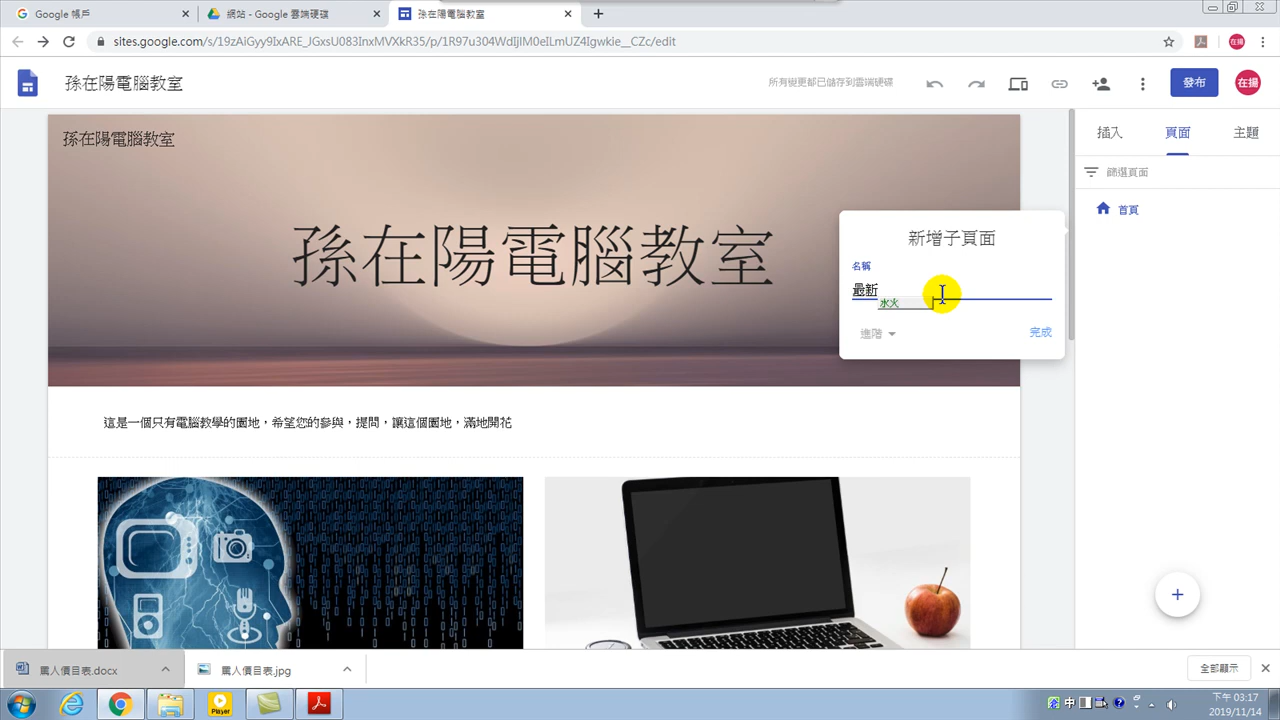 Google 帳戶
網站 - Google 雲端硬碟
孫在陽電腦教室
sites.google.com/s/19zAiGyy9IxARE_JGxsU083InxMVXkR35/p/1R97u304WdIjlM0eILmUZ4Igwkie__CZc/edit
在揚
孫在陽電腦教室
所有變更都已儲存到雲端硬碟
發布
在揚
插入
頁面
主題
篩選頁面
首頁
孫在陽電腦教室
孫在陽電腦教室
新增子頁面
名稱
最新
水火
進階
完成
這是一個只有電腦教學的園地，希望您的參與，提問，讓這個園地，滿地開花
罵人價目表.docx
罵人價目表.jpg
全部顯示
Player
中
下午 03:17
2019/11/14